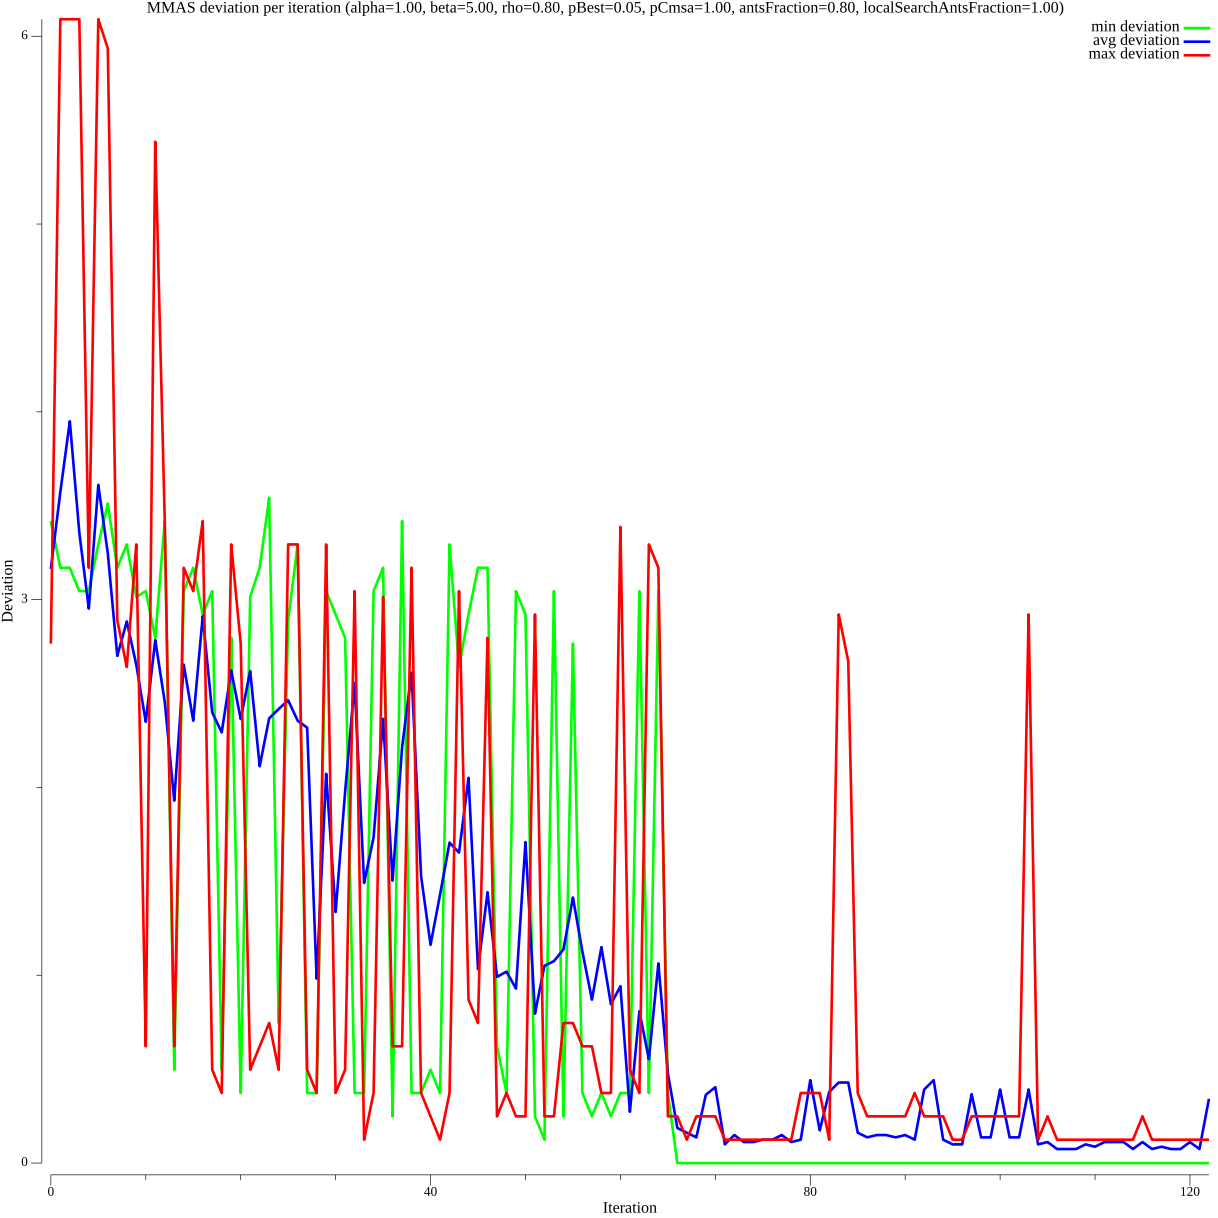 MMAS deviation per iteration (alpha=1.00, beta=5.00, rho=0.80, pBest=0.05, pCmsa=1.00, antsFraction=0.80, localSearchAntsFraction=1.00)
min deviation
avg deviation
max deviation
6
3
0
Deviation
0 40 80 120
Iteration